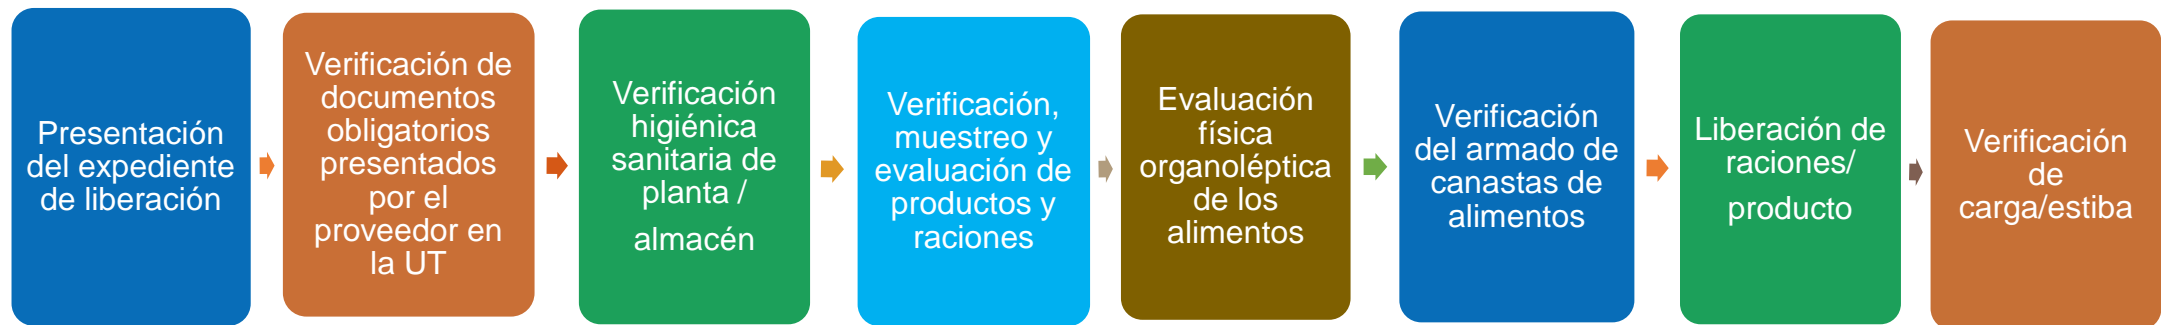 Presentación
del expediente
de liberación
Verificación de
documentos
obligatorios
presentados
por el
proveedor en
la UT
Verificación
higiénica
sanitaria de
planta /
almacén
Verificación,
muestreo y
evaluación de
productos y
raciones
Evaluación
física
organoléptica
de los
alimentos
Verificación
del armado de
canastas de
alimentos
Liberación de
raciones/
producto
Verificación
de
carga/estiba